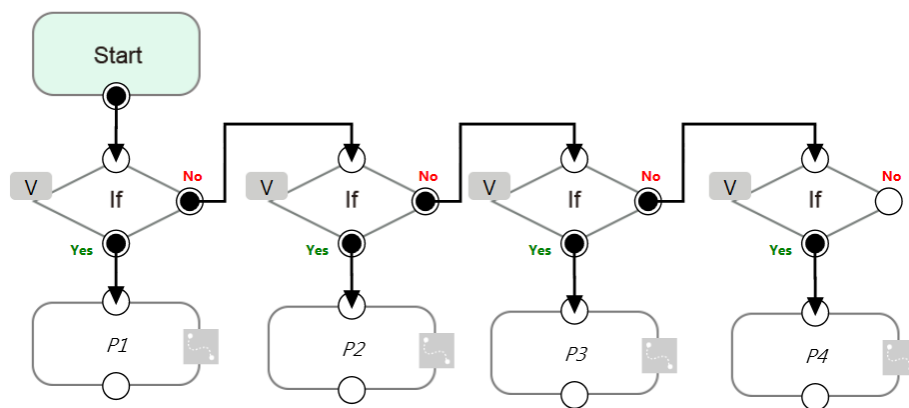 Start
V
If
No
Yes
V
If
No
Yes
V
If
No
Yes
V
If
No
Yes
P1
P2
P3
P4